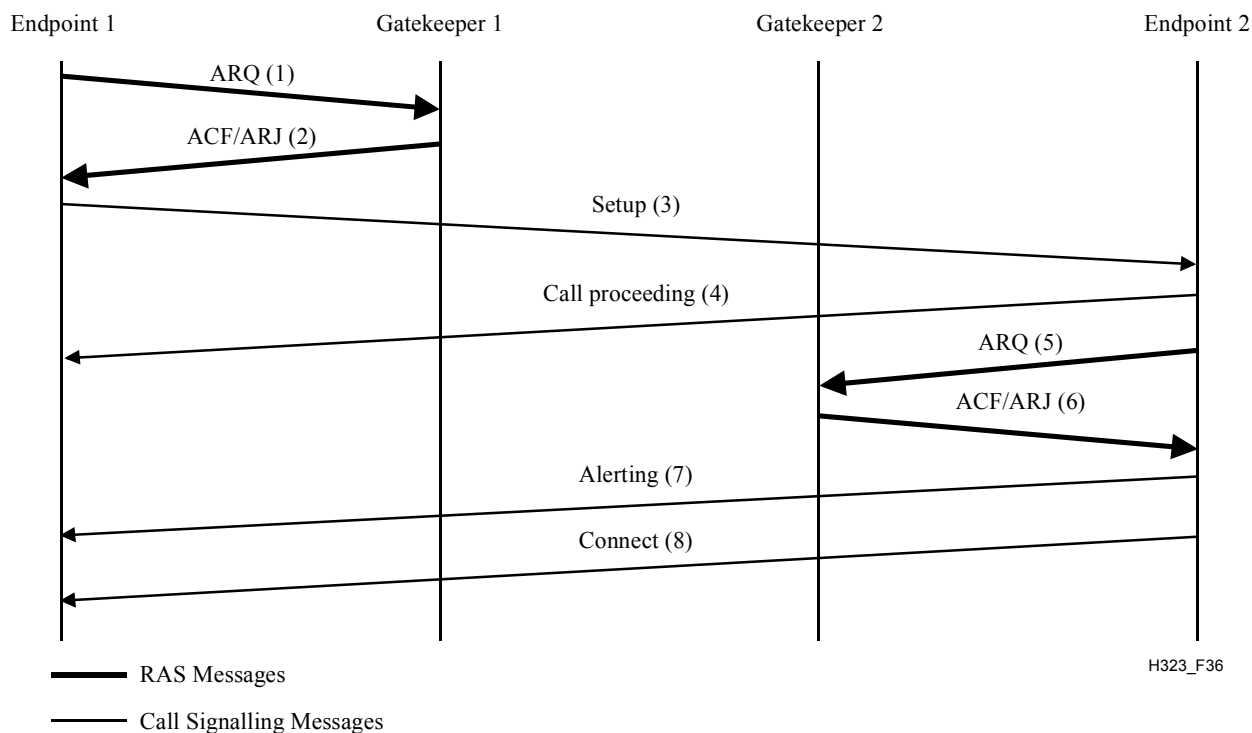 Endpoint 1
Gatekeeper 1
Gatekeeper 2
Endpoint 2
ARQ (1)
ACF/ARJ (2)
Setup (3)
Call proceeding (4)
ARQ (5)
ACF/ARJ (6)
Alerting (7)
Connect (8)
H323_F36
RAS Messages
Call Signalling Messages